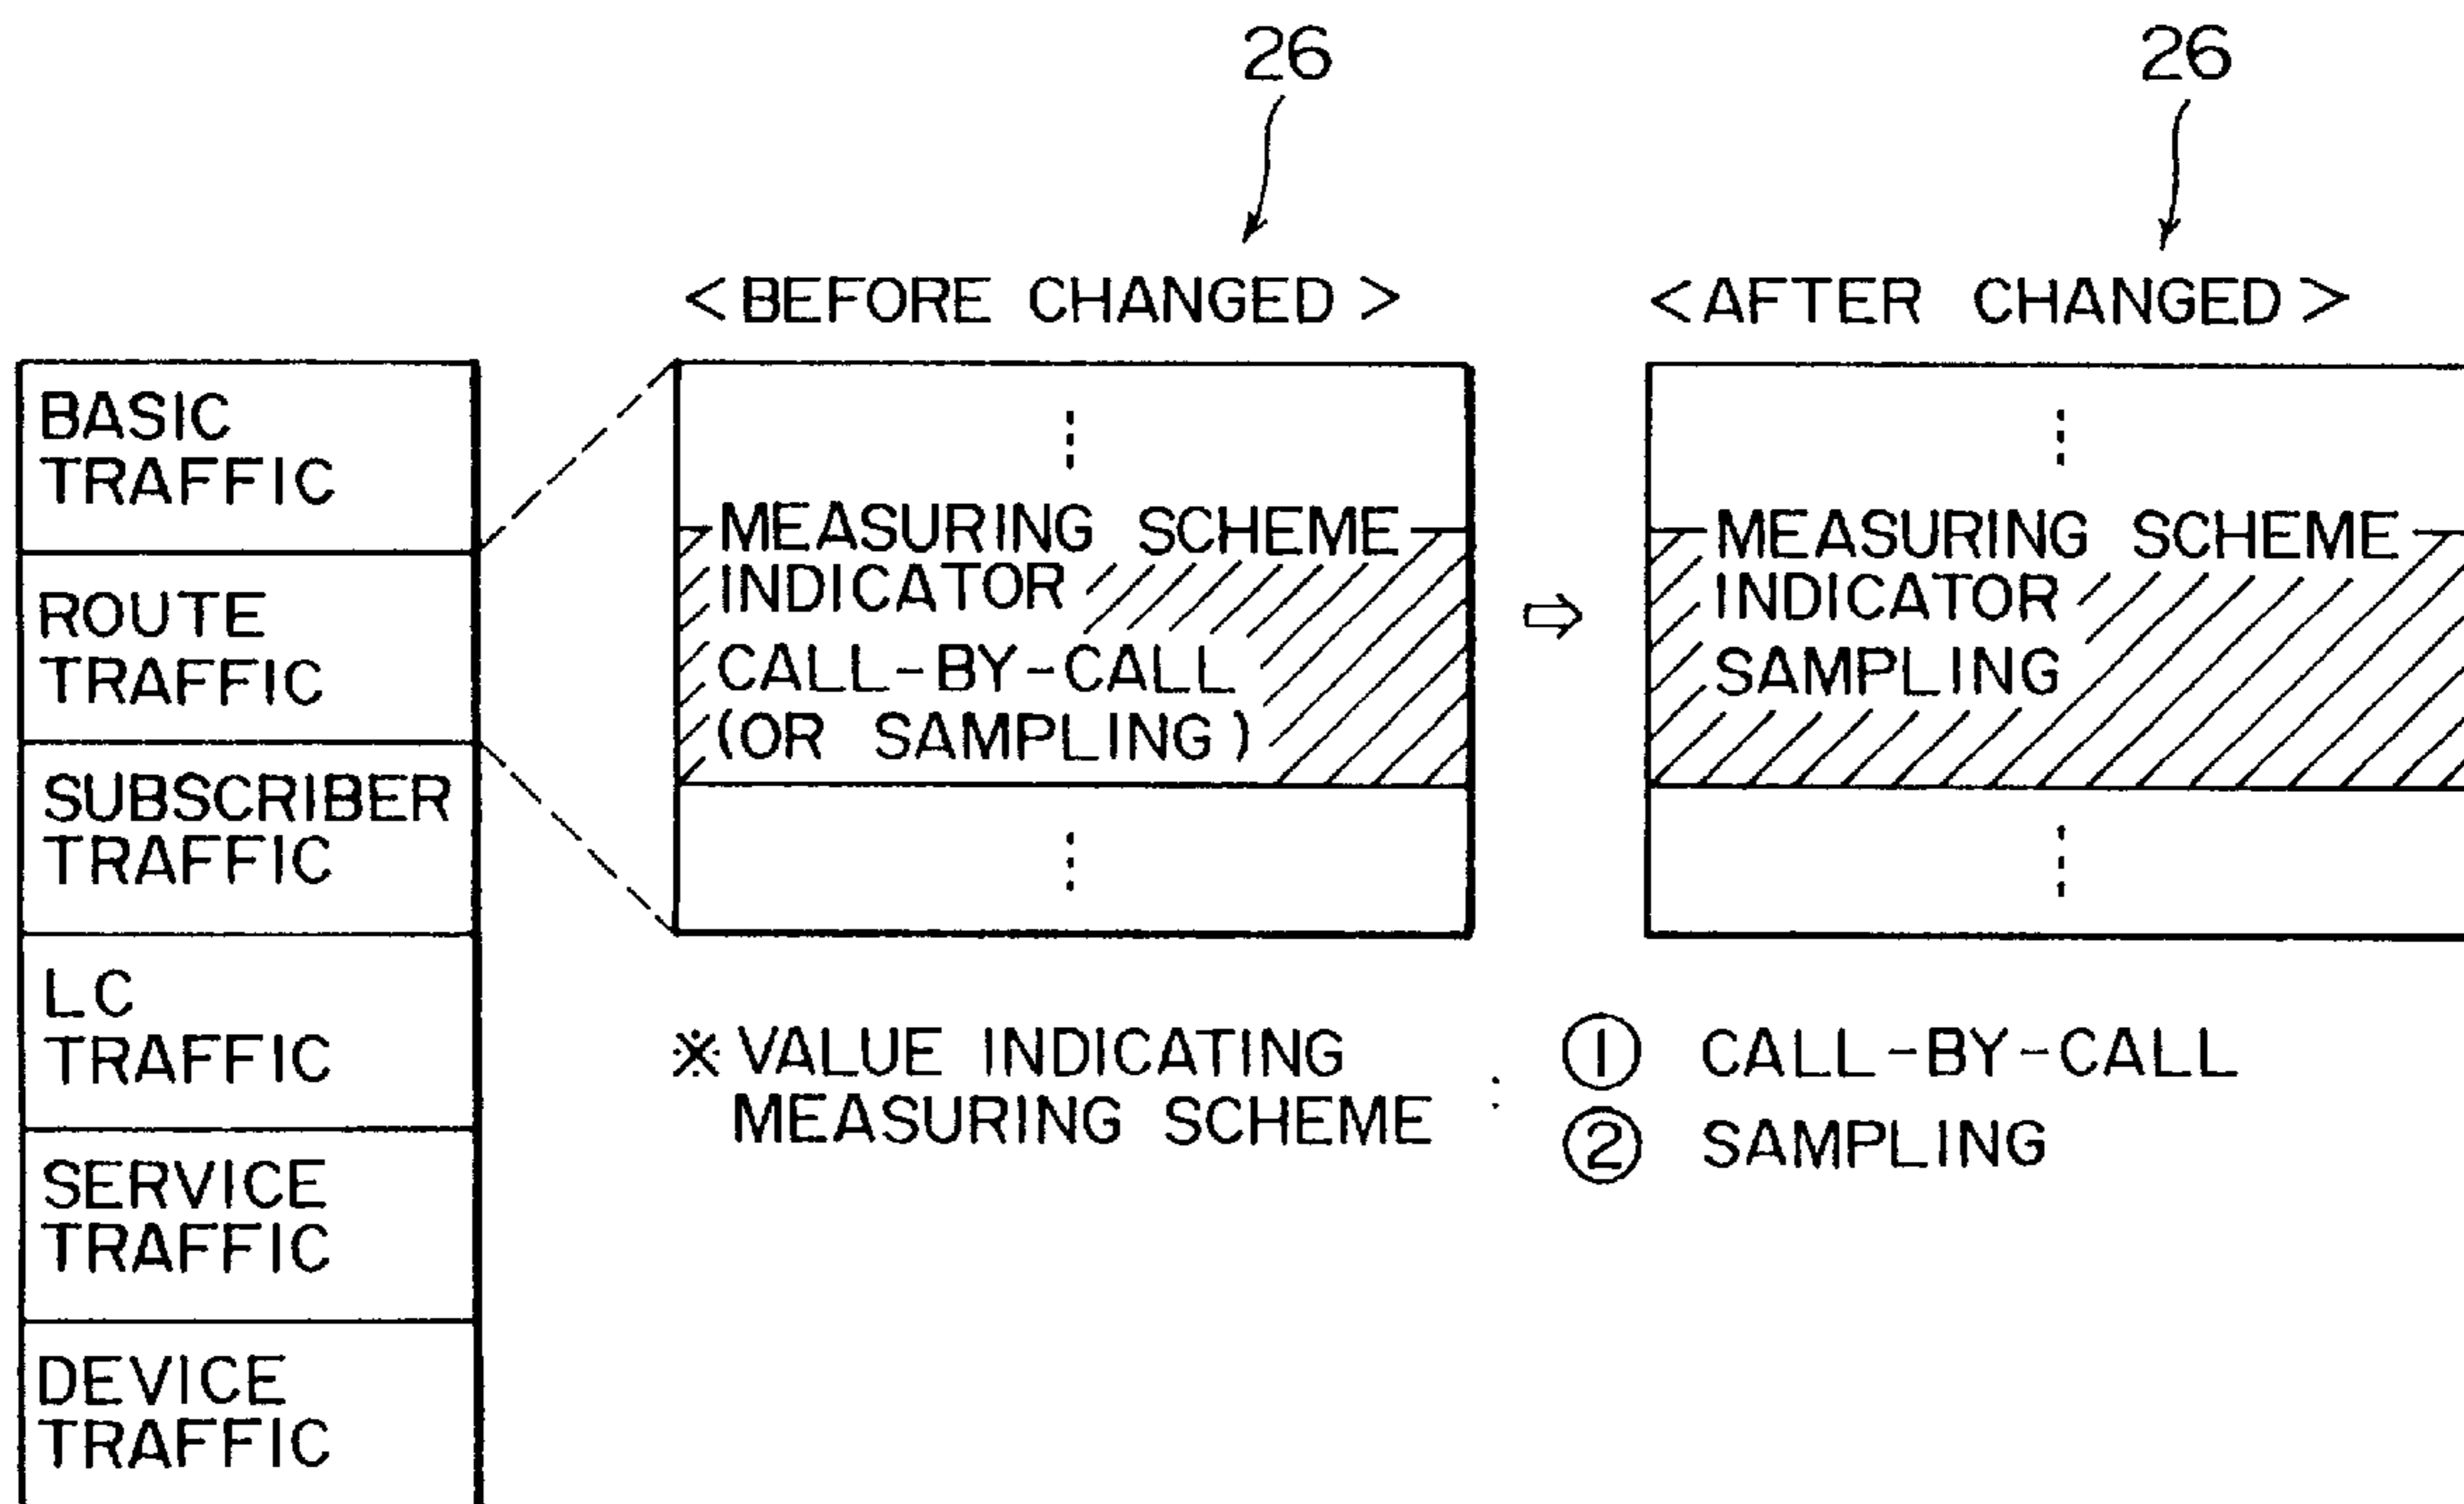 26
26
< BEFORE CHANGED >
< AFTER CHANGED >
BASIC
TRAFFIC
ROUTE
TRAFFIC
SUBSCRIBER
TRAFFIC
LC
TRAFFIC
SERVICE
TRAFFIC
DEVICE
TRAFFIC
MEASURING SCHEME
INDICATOR
CALL-BY-CALL
(OR SAMPLING)
⇨
MEASURING SCHEME
INDICATOR
SAMPLING
※ VALUE INDICATING
MEASURING SCHEME :
① CALL-BY-CALL
② SAMPLING